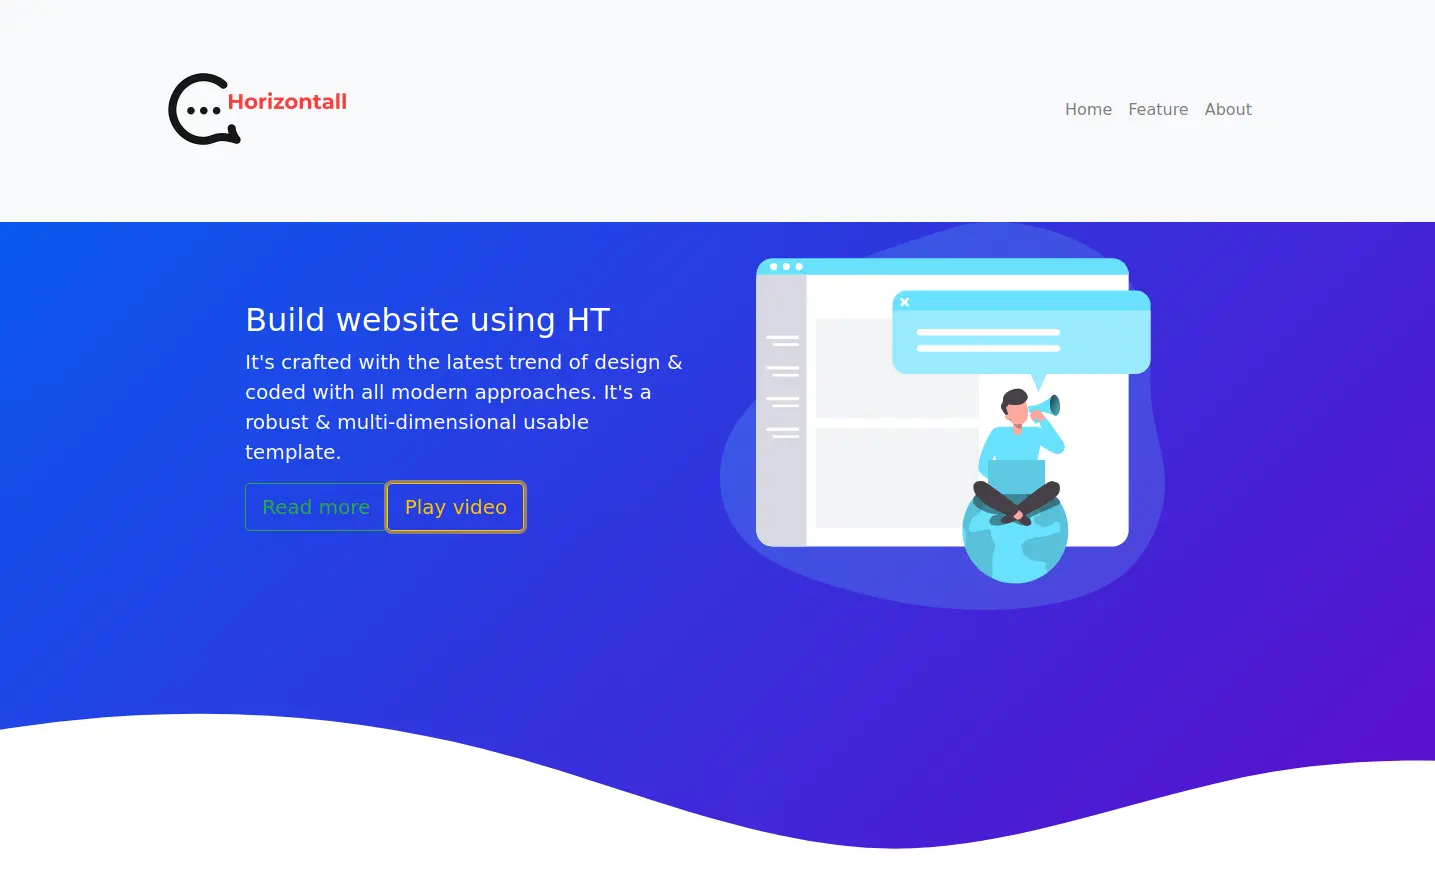 Horizontall
Home Feature About
Build website using HT
It's crafted with the latest trend of design &
coded with all modern approaches. It's a
robust & multi-dimensional usable
template.
Read more Play video